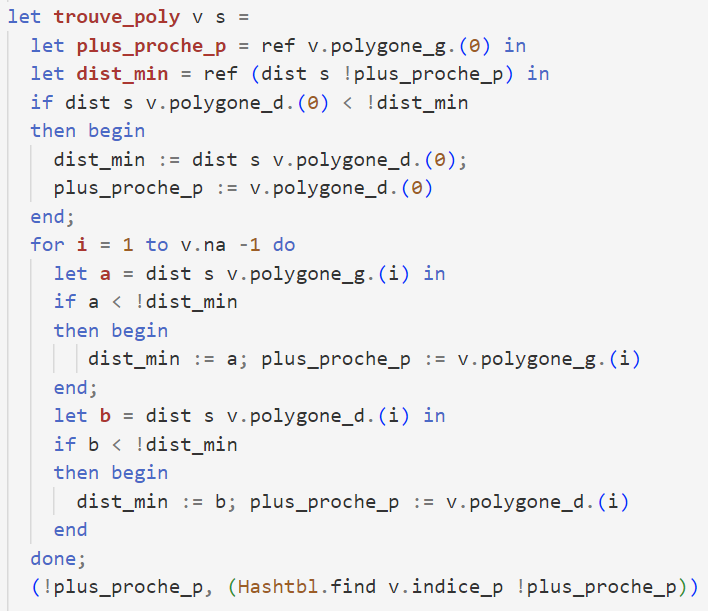 let trouve_poly v s =
  let plus_proche_p = ref v.polygone_g.(0) in
  let dist_min = ref (dist s !plus_proche_p) in
  if dist s v.polygone_d.(0) < !dist_min
  then begin
    dist_min := dist s v.polygone_d.(0);
    plus_proche_p := v.polygone_d.(0)
  end;
  for i = 1 to v.na -1 do
    let a = dist s v.polygone_g.(i) in
    if a < !dist_min
    then begin
       dist_min := a; plus_proche_p := v.polygone_g.(i)
    end;
    let b = dist s v.polygone_d.(i) in
    if b < !dist_min
    then begin
      dist_min := b; plus_proche_p := v.polygone_d.(i)
    end
  done;
  (!plus_proche_p, (Hashtbl.find v.indice_p !plus_proche_p))